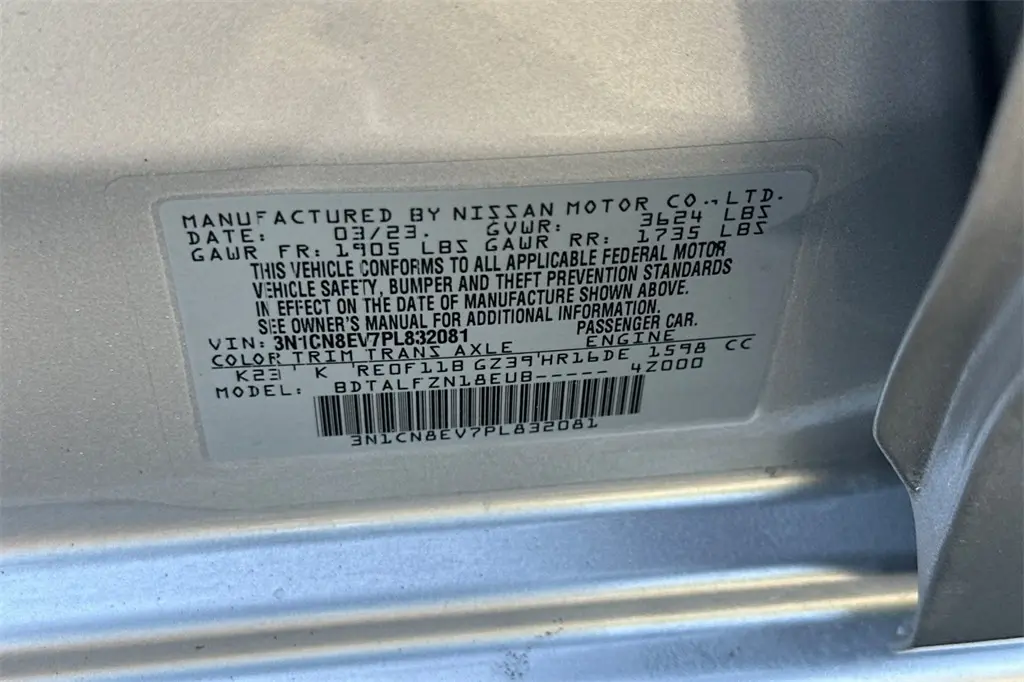 MANUFACTURED BY NISSAN MOTOR CO., LTD.
DATE: 03/23. GVWR: 3624 LBS
GAWR FR: 1905 LBS GAWR RR: 1735 LBS
THIS VEHICLE CONFORMS TO ALL APPLICABLE FEDERAL MOTOR
VEHICLE SAFETY, BUMPER AND THEFT PREVENTION STANDARDS
IN EFFECT ON THE DATE OF MANUFACTURE SHOWN ABOVE.
SEE OWNER'S MANUAL FOR ADDITIONAL INFORMATION.
VIN: 3N1CN8EV7PL832081 PASSENGER CAR.
COLOR TRIM TRANS AXLE ENGINE
K23 K RE0F11B GZ39 HR16DE 1598 CC
MODEL: BDTALFZN18EUB----- 4Z000
3N1CN8EV7PL832081